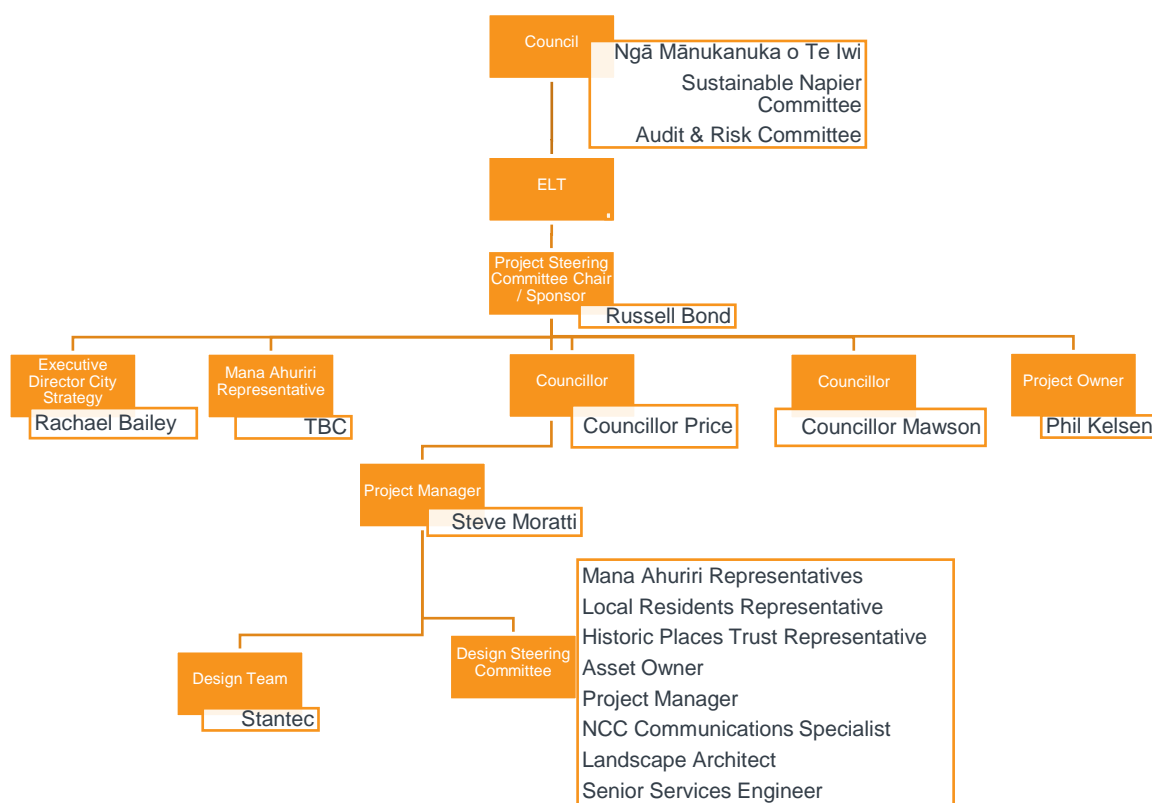 Council
Ngā Mānukanuka o Te Iwi
Sustainable Napier
Committee
Audit & Risk Committee
ELT
Project Steering
Committee Chair
/ Sponsor
Russell Bond
Executive
Director City
Strategy
Rachael Bailey
Mana Ahuriri
Representative
TBC
Councillor
Councillor Price
Councillor
Councillor Mawson
Project Owner
Phil Kelsen
Project Manager
Steve Moratti
Design Team
Stantec
Design Steering
Committee
Mana Ahuriri Representatives
Local Residents Representative
Historic Places Trust Representative
Asset Owner
Project Manager
NCC Communications Specialist
Landscape Architect
Senior Services Engineer